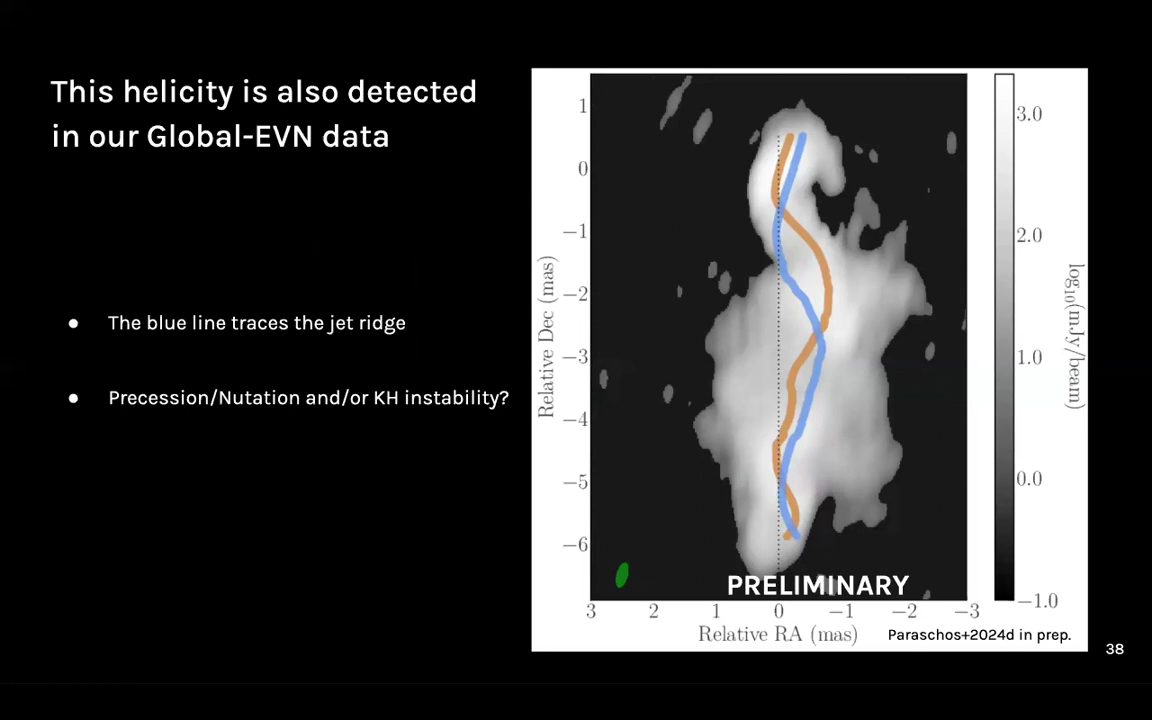 This helicity is also detected
in our Global-EVN data
● The blue line traces the jet ridge
● Precession/Nutation and/or KH instability?
1
0
−1
−2
−3
−4
−5
−6
Relative Dec (mas)
3 2 1 0 −1 −2 −3
Relative RA (mas)
3.0
2.0
1.0
0.0
−1.0
log10(mJy/beam)
PRELIMINARY
Paraschos+2024d in prep.
38